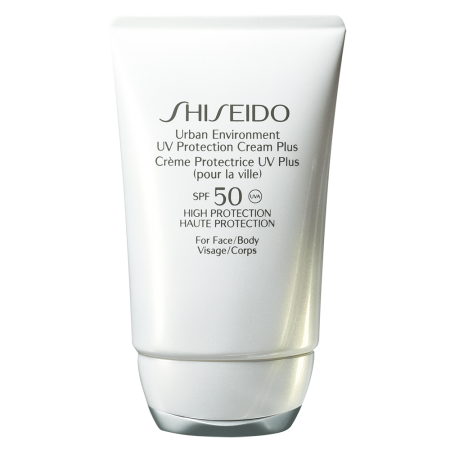 SHISEIDO
Urban Environment
UV Protection Cream Plus
Crème Protectrice UV Plus
(pour la ville)
SPF 50 UVA
HIGH PROTECTION
HAUTE PROTECTION
For Face/Body
Visage/Corps